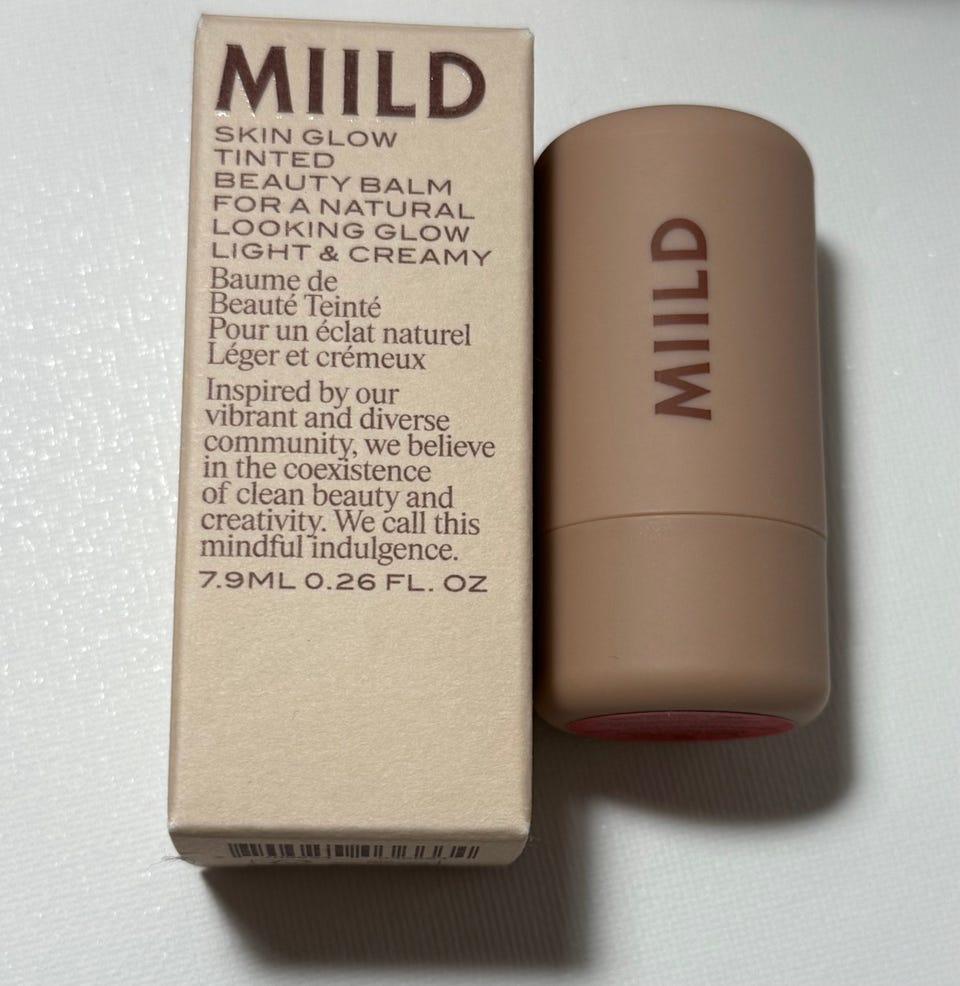 MIILD
SKIN GLOW
TINTED
BEAUTY BALM
FOR A NATURAL
LOOKING GLOW
LIGHT & CREAMY
Baume de
Beauté Teinté
Pour un éclat naturel
Léger et crémeux
Inspired by our
vibrant and diverse
community, we believe
in the coexistence
of clean beauty and
creativity. We call this
mindful indulgence.
7.9ML 0.26 FL. OZ
MIILD